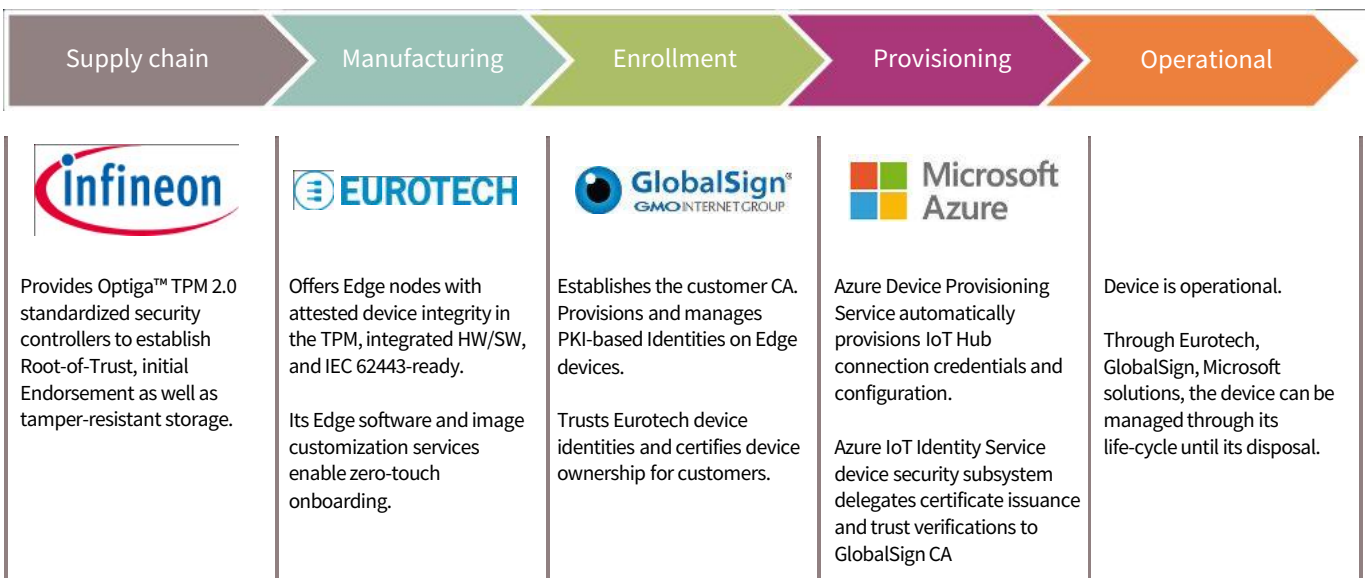 Supply chain
Manufacturing
Enrollment
Provisioning
Operational
infineon
EUROTECH
GlobalSign®
GMO INTERNET GROUP
Microsoft
Azure
Provides Optiga™ TPM 2.0
standardized security
controllers to establish
Root-of-Trust, initial
Endorsement as well as
tamper-resistant storage.
Offers Edge nodes with
attested device integrity in
the TPM, integrated HW/SW,
and IEC 62443-ready.
Its Edge software and image
customization services
enable zero-touch
onboarding.
Establishes the customer CA.
Provisions and manages
PKI-based Identities on Edge
devices.
Trusts Eurotech device
identities and certifies device
ownership for customers.
Azure Device Provisioning
Service automatically
provisions IoT Hub
connection credentials and
configuration.
Azure IoT Identity Service
device security subsystem
delegates certificate issuance
and trust verifications to
GlobalSign CA
Device is operational.
Through Eurotech,
GlobalSign, Microsoft
solutions, the device can be
managed through its
life-cycle until its disposal.